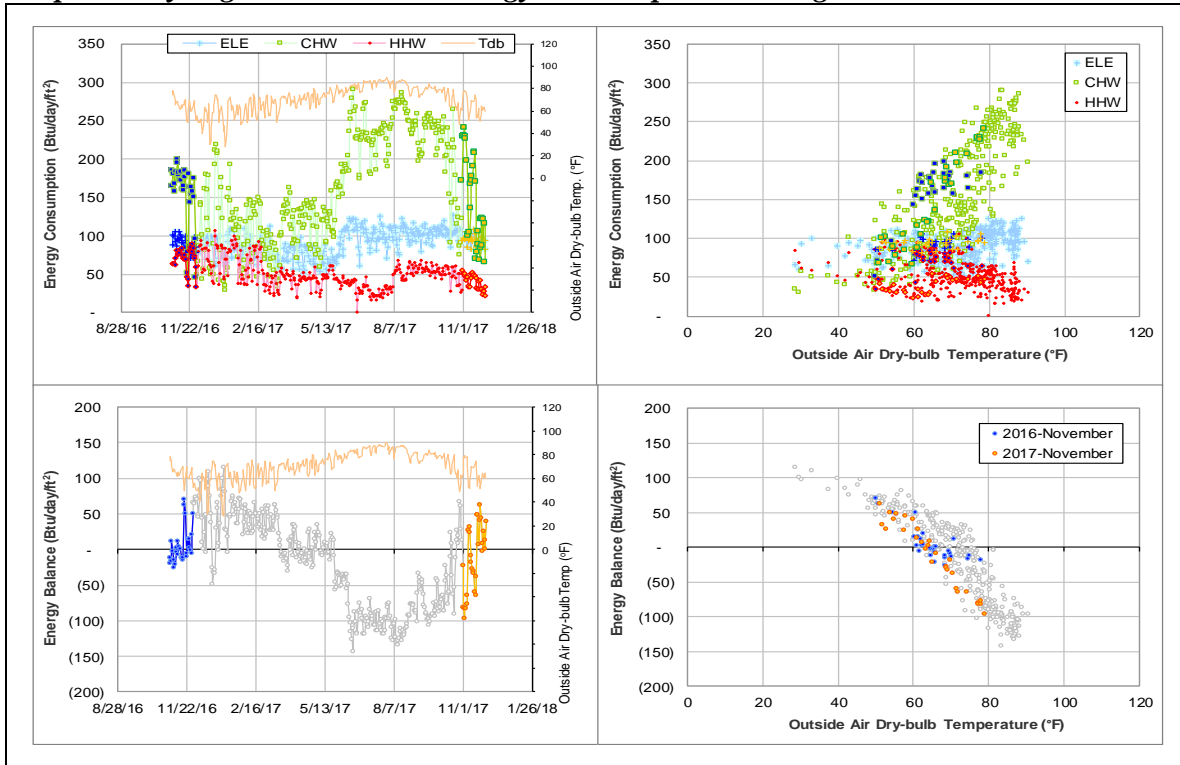 350
300
250
200
150
100
50
-
Energy Consumption (Btu/day/ft²)
ELE CHW HHW Tdb
120
100
80
60
40
20
0
Outside Air Dry-bulb Temp. (°F)
8/28/16 11/22/16 2/16/17 5/13/17 8/7/17 11/1/17 1/26/18
350
300
250
200
150
100
50
-
Energy Consumption (Btu/day/ft²)
ELE
CHW
HHW
0 20 40 60 80 100 120
Outside Air Dry-bulb Temperature (°F)
200
150
100
50
-
(50)
(100)
(150)
(200)
Energy Balance (Btu/day/ft²)
120
100
80
60
40
20
0
Outside Air Dry-bulb Temp (°F)
8/28/16 11/22/16 2/16/17 5/13/17 8/7/17 11/1/17 1/26/18
200
150
100
50
-
(50)
(100)
(150)
(200)
Energy Balance (Btu/day/ft²)
2016-November
2017-November
0 20 40 60 80 100 120
Outside Air Dry-bulb Temperature (°F)